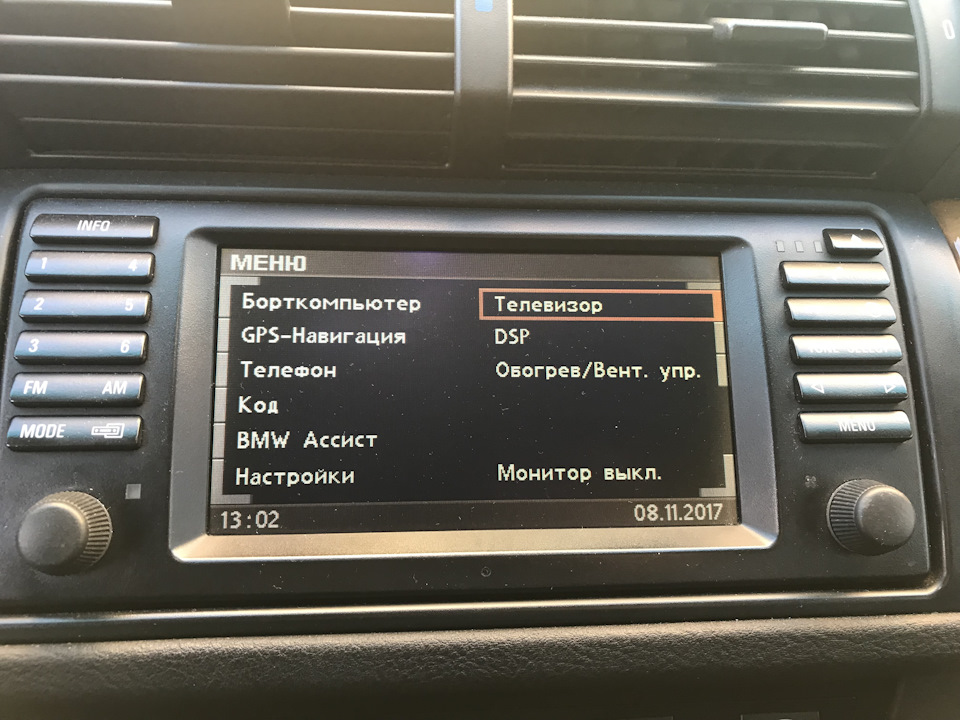 INFO
1 4
2 5
3 6
FM AM
MODE
МЕНЮ
Борткомпьютер Телевизор
GPS-Навигация DSP
Телефон Обогрев/Вент. упр.
Код
BMW Ассист
Настройки Монитор выкл.
13:02 08.11.2017
MENU